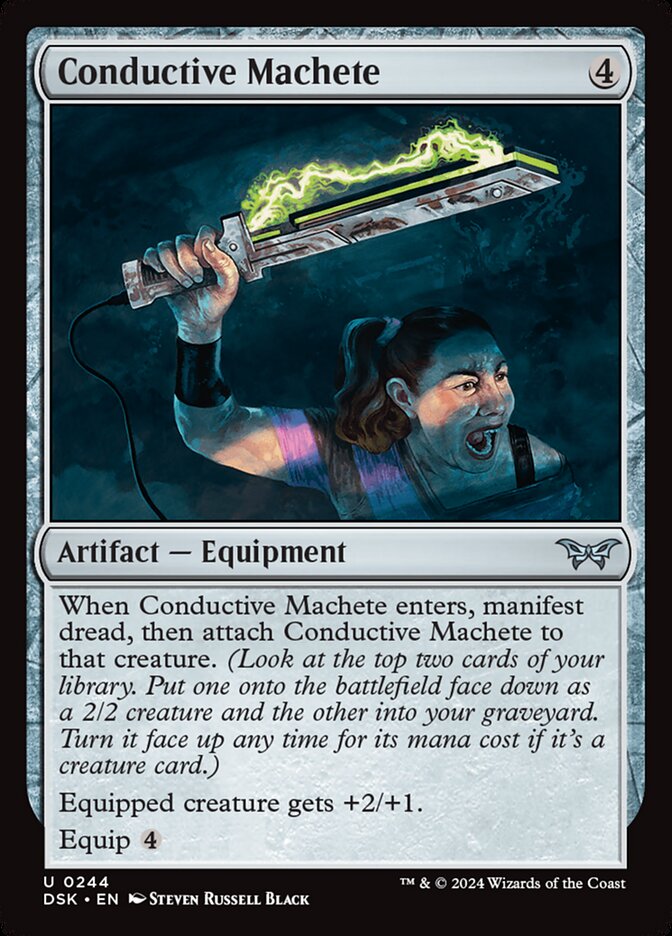 Conductive Machete 4
Artifact — Equipment
When Conductive Machete enters, manifest
dread, then attach Conductive Machete to
that creature. (Look at the top two cards of your
library. Put one onto the battlefield face down as
a 2/2 creature and the other into your graveyard.
Turn it face up any time for its mana cost if it's a
creature card.)
Equipped creature gets +2/+1.
Equip 4
U 0244
DSK • EN Steven Russell Black
™ & © 2024 Wizards of the Coast